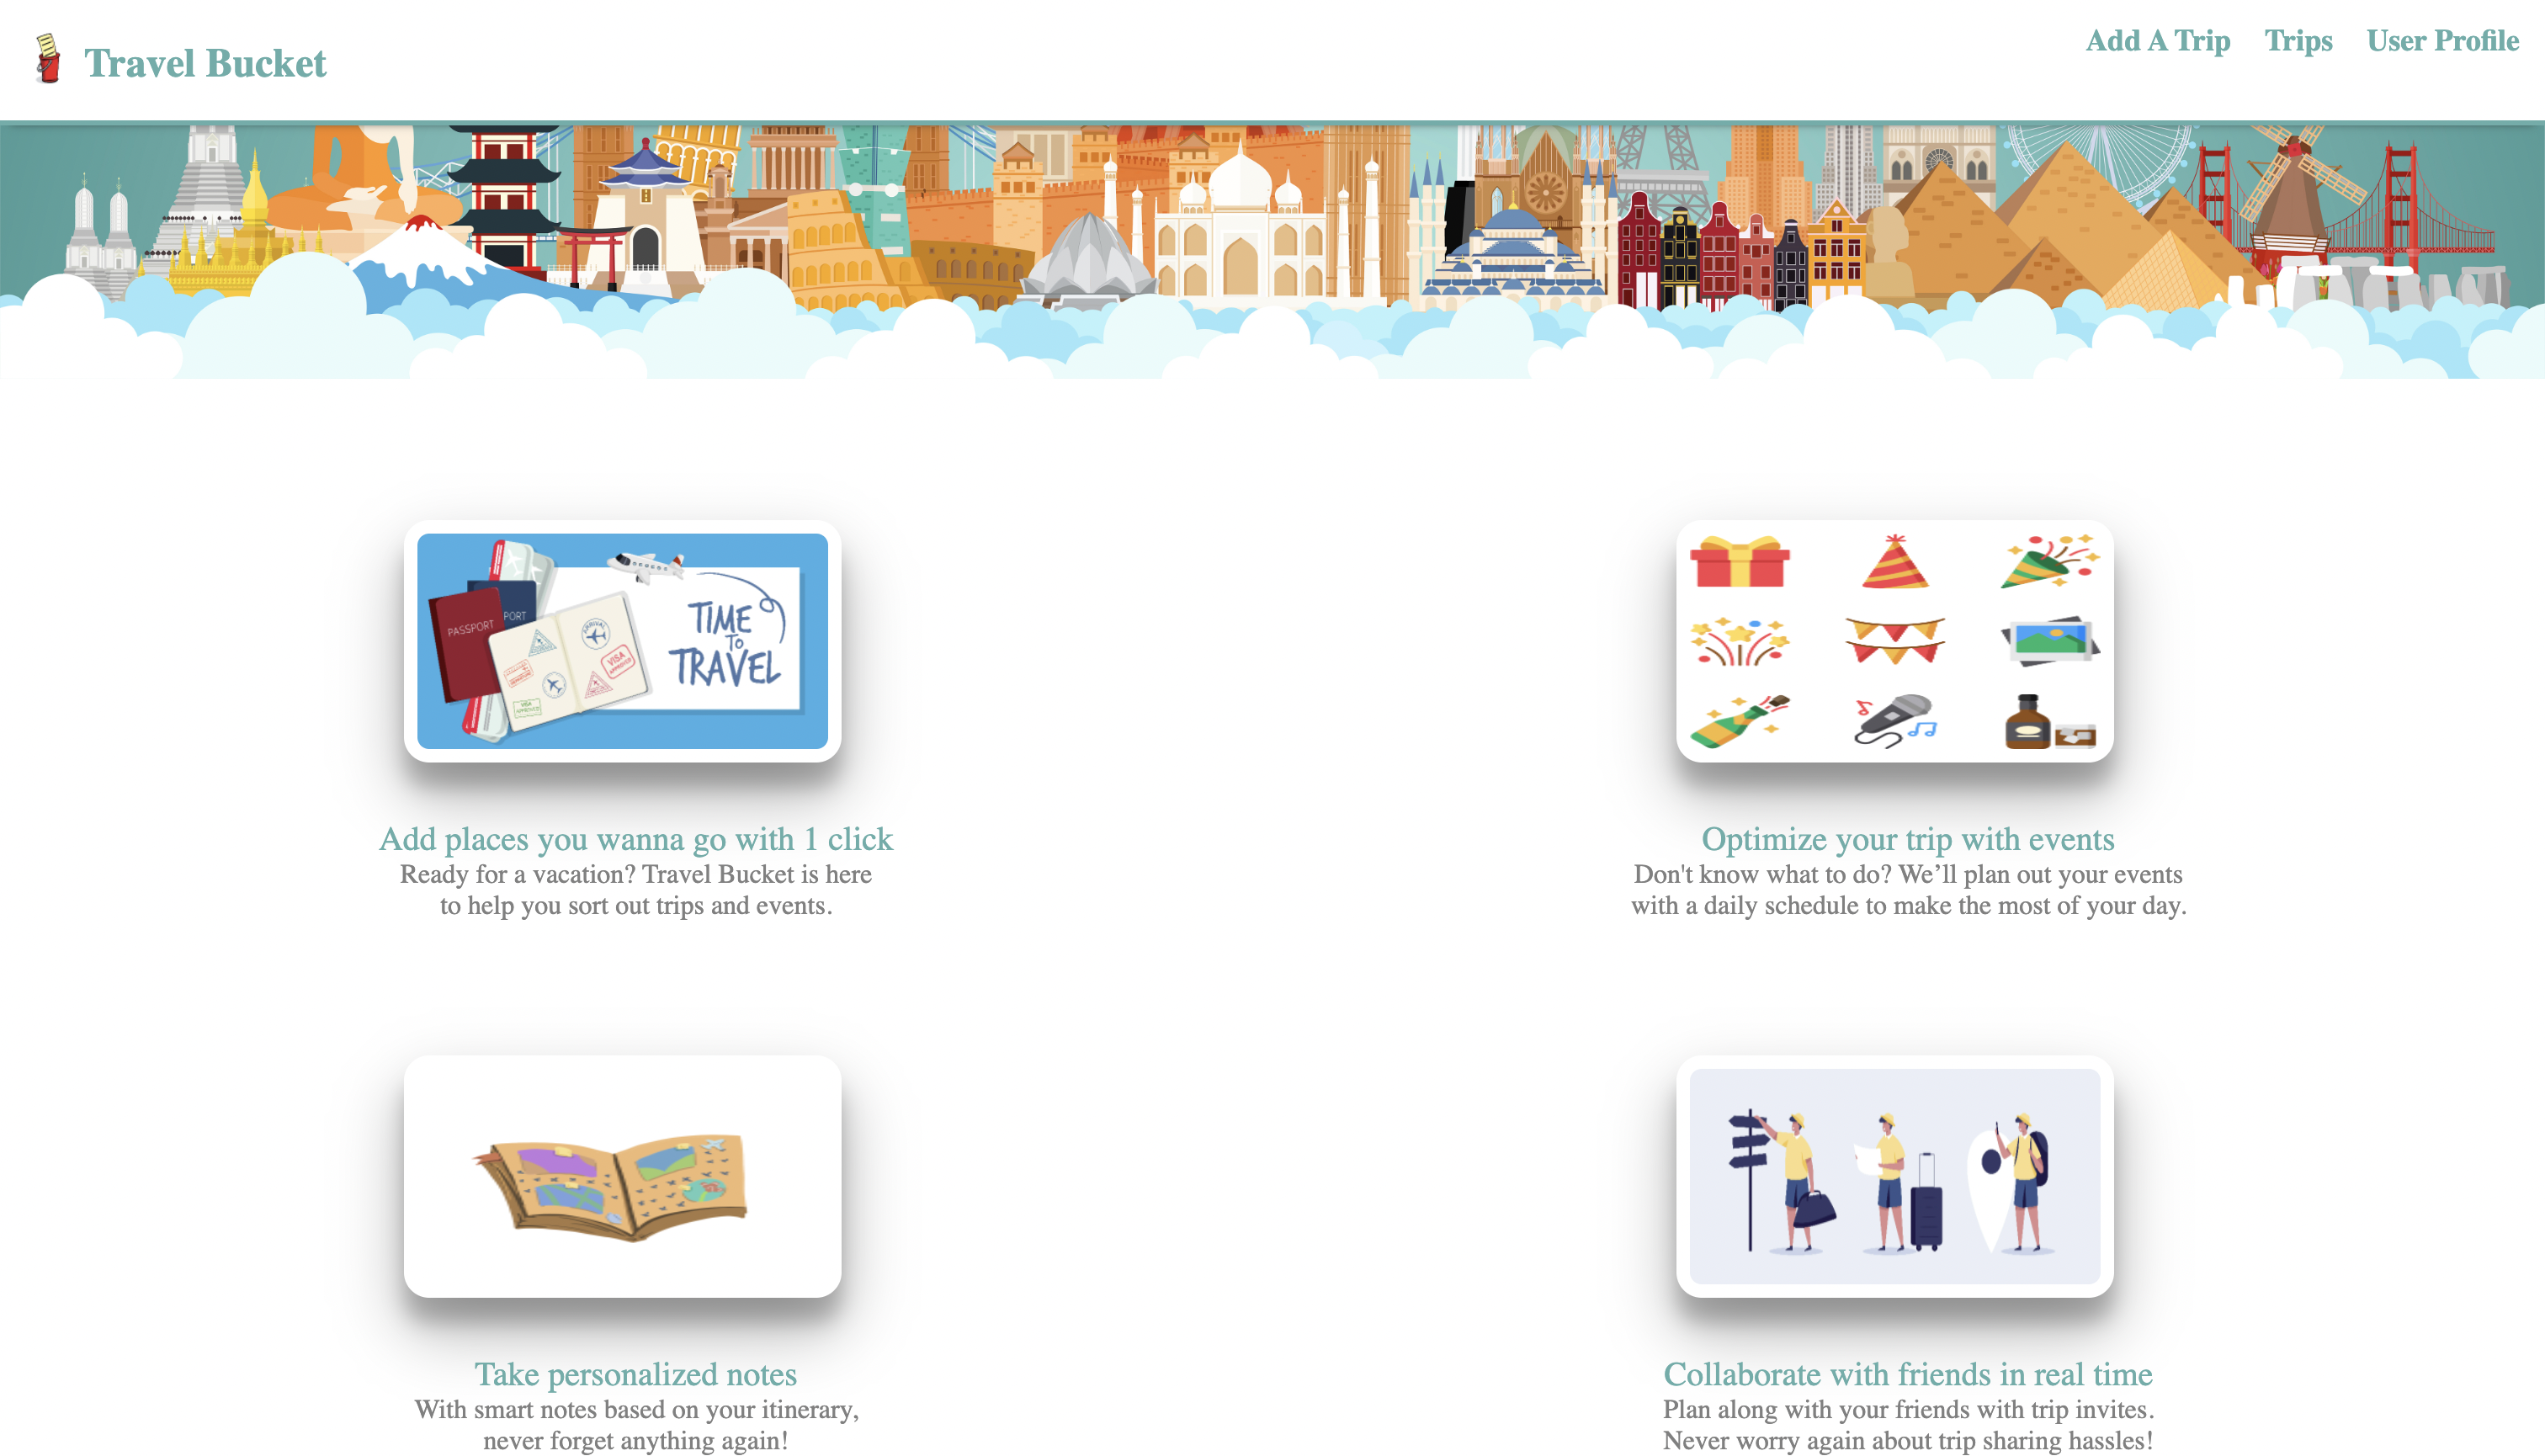 Travel Bucket
Add A Trip Trips User Profile
PASSPORT
PORT
ARRIVAL
VISA
APPROVED
VISA
APPROVED
TIME
TO
TRAVEL
Add places you wanna go with 1 click
Ready for a vacation? Travel Bucket is here
to help you sort out trips and events.
Optimize your trip with events
Don't know what to do? We’ll plan out your events
with a daily schedule to make the most of your day.
Take personalized notes
With smart notes based on your itinerary,
never forget anything again!
Collaborate with friends in real time
Plan along with your friends with trip invites.
Never worry again about trip sharing hassles!